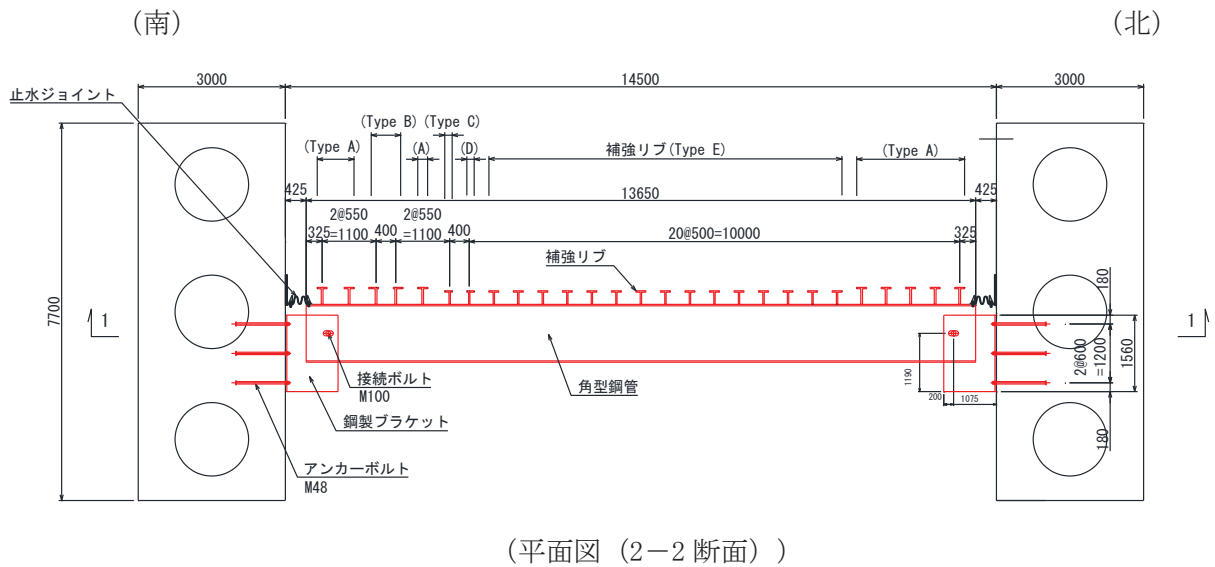 (南)
(北)
3000
14500
3000
止水ジョイント
(Type B)
(Type C)
(Type A)
(A)
(D)
補強リブ(Type E)
(Type A)
425
13650
425
2@550
=1100
2@550
=1100
325
400
400
20@500=10000
325
補強リブ
180
7700
1
1
2@600
=1200
1560
1190
接続ボルト
M100
角型鋼管
200
1075
鋼製ブラケット
180
アンカーボルト
M48
(平面図（2－2 断面）)